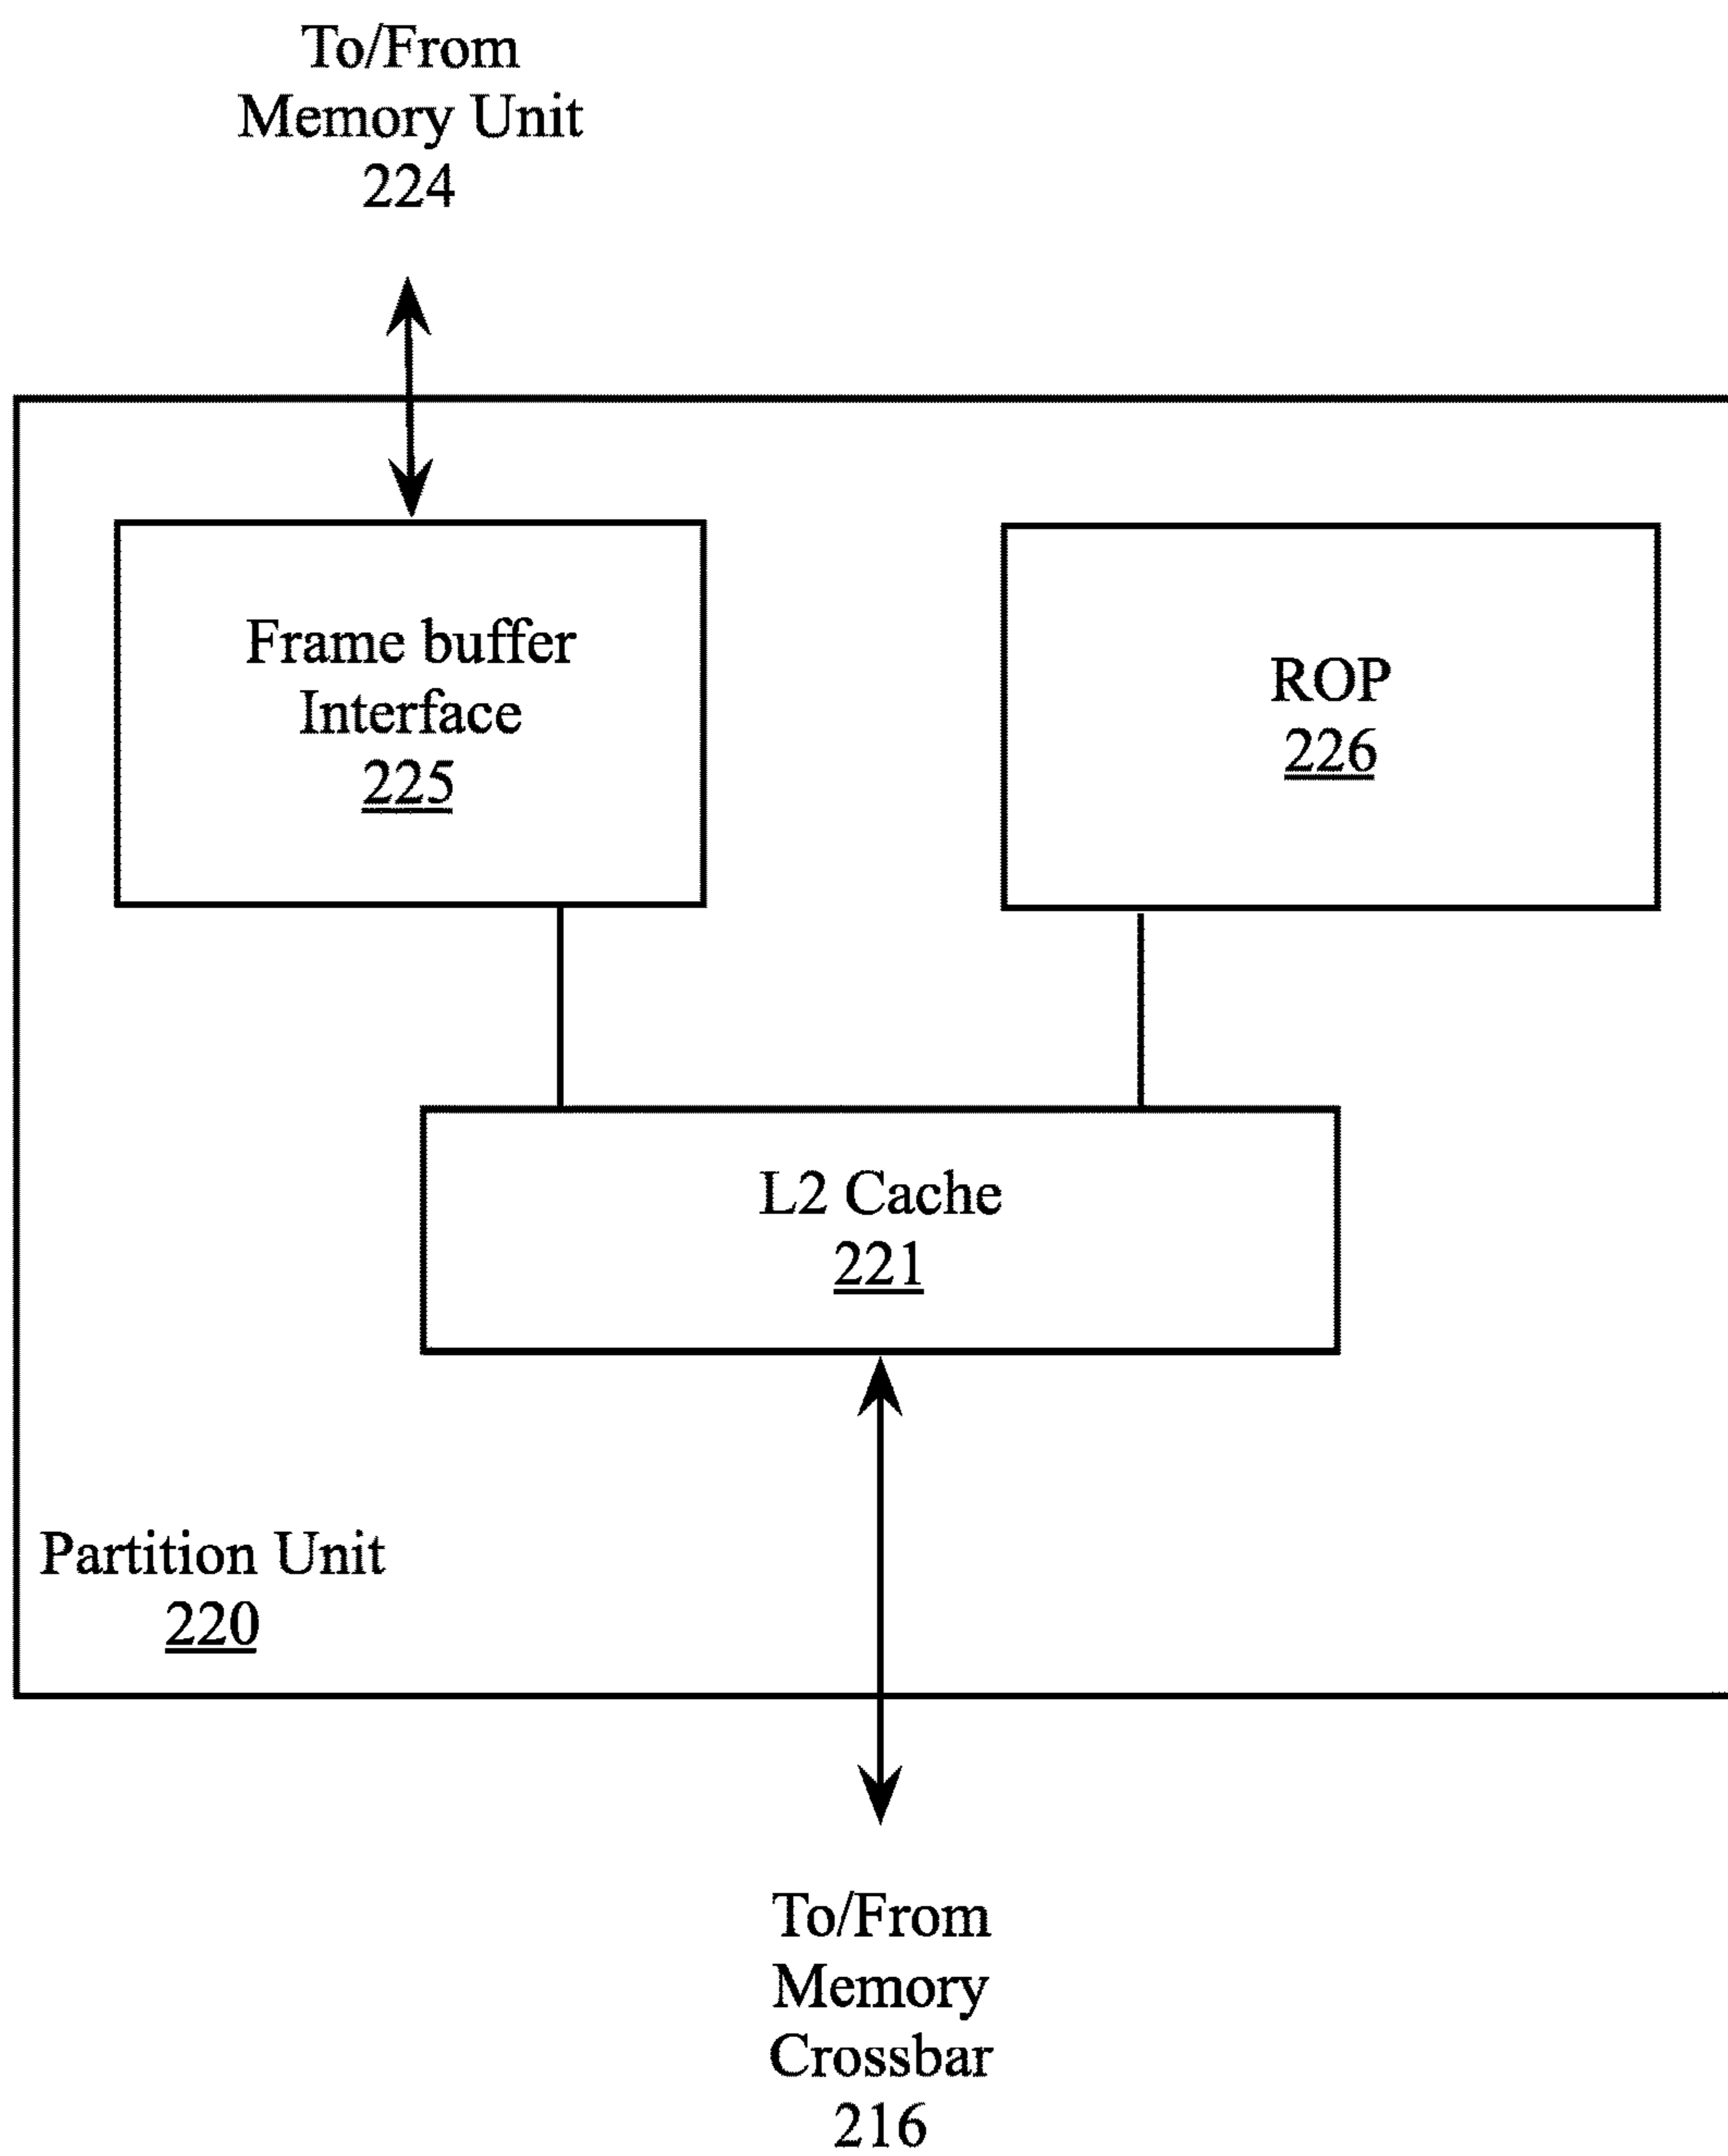 To/From
Memory Unit
224
Frame buffer
Interface
225
ROP
226
L2 Cache
221
Partition Unit
220
To/From
Memory
Crossbar
216